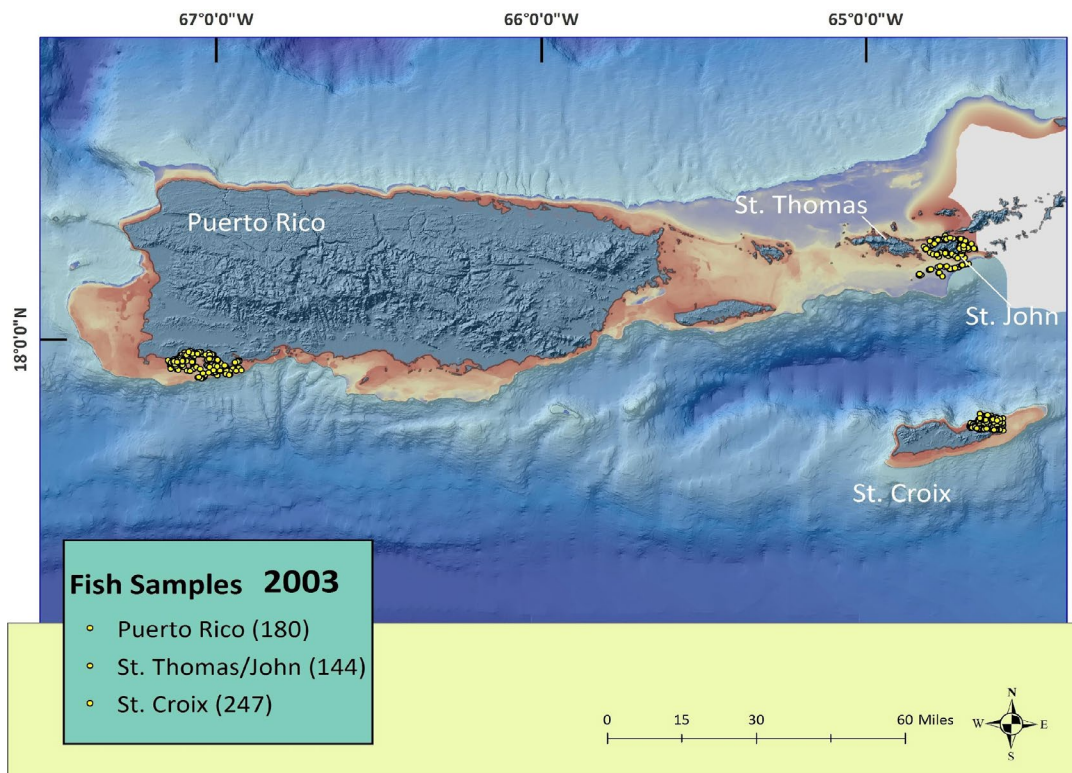 67°0'0"W
66°0'0"W
65°0'0"W
18°0'0"N
Puerto Rico
St. Thomas
St. John
St. Croix
Fish Samples 2003
Puerto Rico (180)
St. Thomas/John (144)
St. Croix (247)
0 15 30 60 Miles
N
W E
S